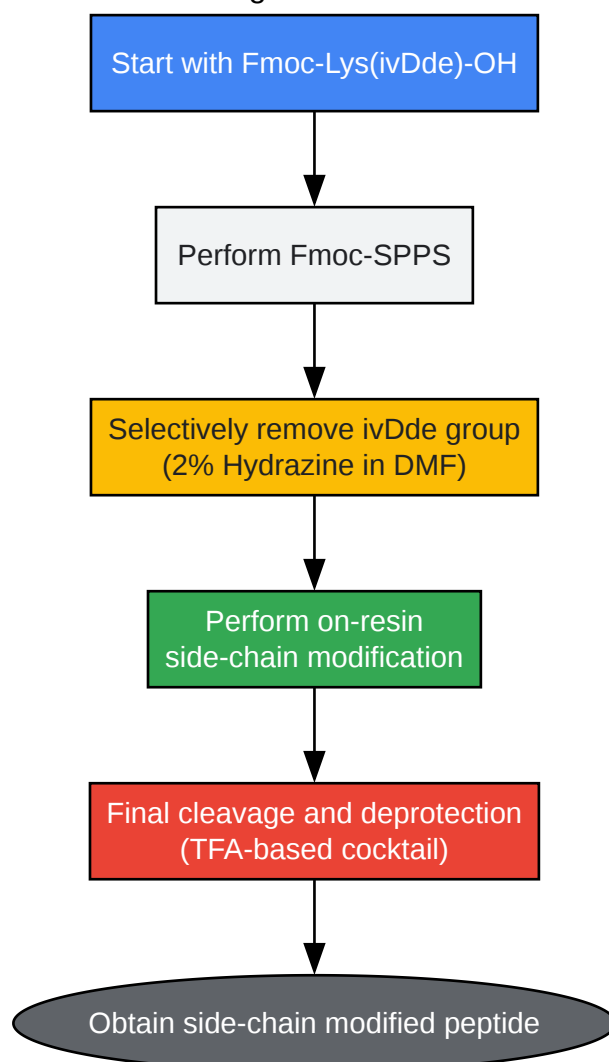 Start with Fmoc-Lys(ivDde)-OH
Perform Fmoc-SPPS
Selectively remove ivDde group
(2% Hydrazine in DMF)
Perform on-resin
side-chain modification
Final cleavage and deprotection
(TFA-based cocktail)
Obtain side-chain modified peptide